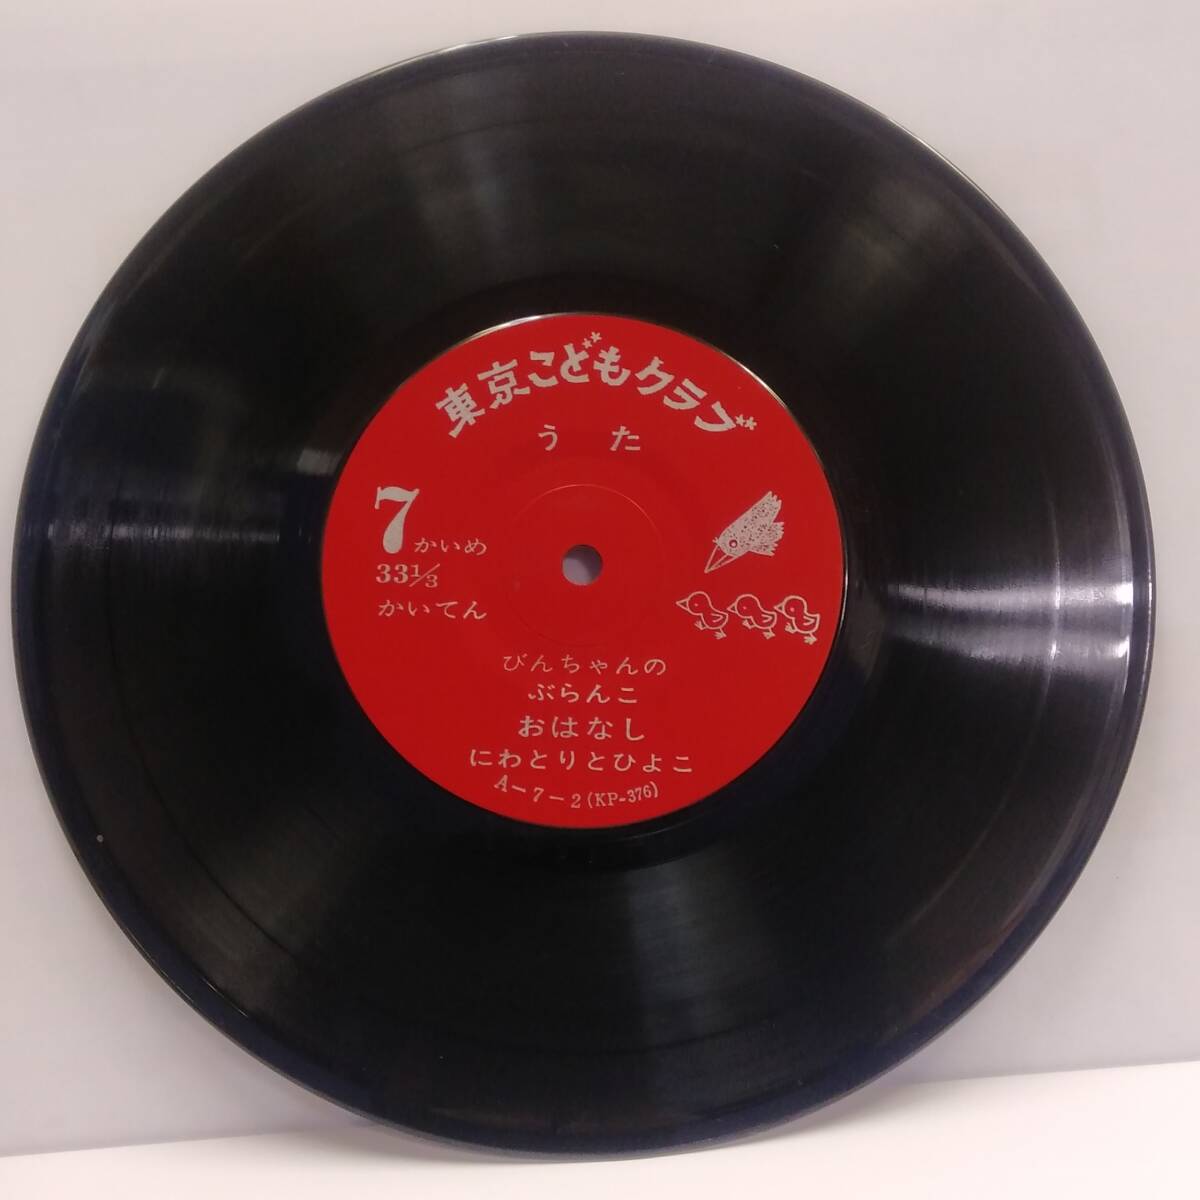 東京こどもクラブ
うた
7かいめ
33⅓
かいてん
びんちゃんの
ぶらんこ
おはなし
にわとりとひよこ
A-7-2(KP-376)